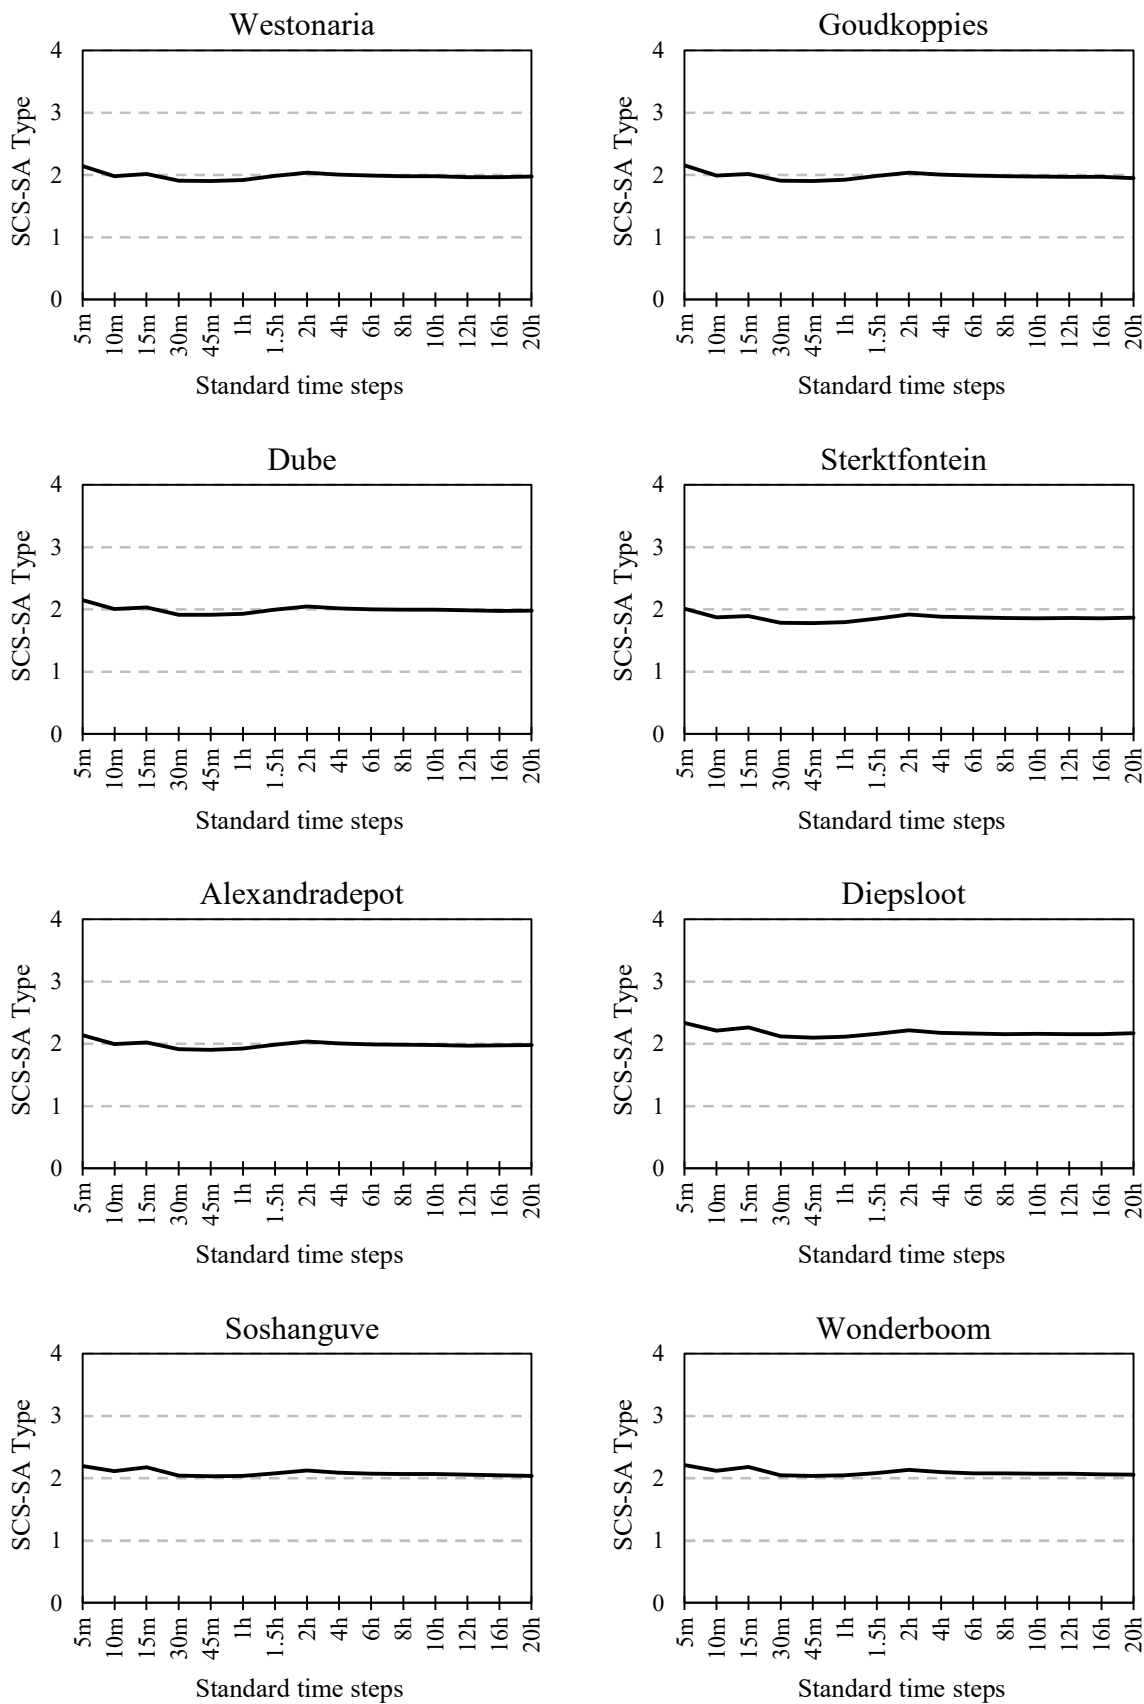 Westonaria
SCS-SA Type
4
3
2
1
0
5m
10m
15m
30m
45m
1h
1.5h
2h
4h
6h
8h
10h
12h
16h
20h
Standard time steps
Goudkoppies
SCS-SA Type
4
3
2
1
0
5m
10m
15m
30m
45m
1h
1.5h
2h
4h
6h
8h
10h
12h
16h
20h
Standard time steps
Dube
SCS-SA Type
4
3
2
1
0
5m
10m
15m
30m
45m
1h
1.5h
2h
4h
6h
8h
10h
12h
16h
20h
Standard time steps
Sterktfontein
SCS-SA Type
4
3
2
1
0
5m
10m
15m
30m
45m
1h
1.5h
2h
4h
6h
8h
10h
12h
16h
20h
Standard time steps
Alexandradepot
SCS-SA Type
4
3
2
1
0
5m
10m
15m
30m
45m
1h
1.5h
2h
4h
6h
8h
10h
12h
16h
20h
Standard time steps
Diepsloot
SCS-SA Type
4
3
2
1
0
5m
10m
15m
30m
45m
1h
1.5h
2h
4h
6h
8h
10h
12h
16h
20h
Standard time steps
Soshanguve
SCS-SA Type
4
3
2
1
0
5m
10m
15m
30m
45m
1h
1.5h
2h
4h
6h
8h
10h
12h
16h
20h
Standard time steps
Wonderboom
SCS-SA Type
4
3
2
1
0
5m
10m
15m
30m
45m
1h
1.5h
2h
4h
6h
8h
10h
12h
16h
20h
Standard time steps